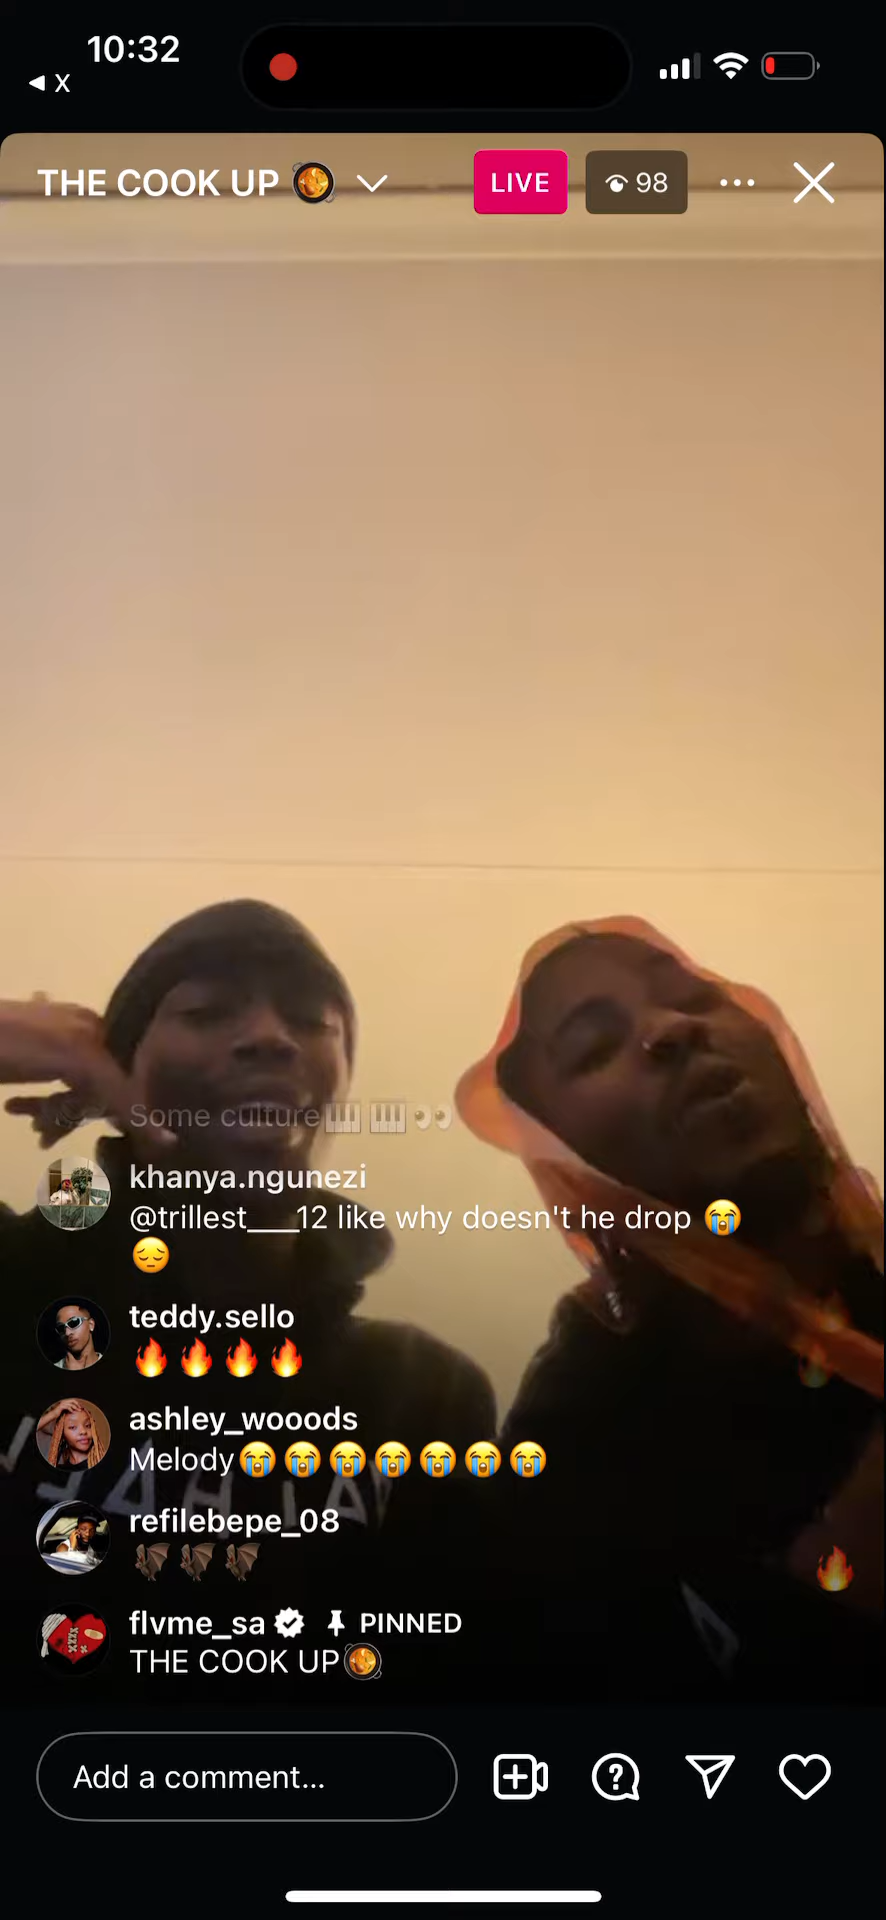 10:32
◀ X
THE COOK UP 🥘
LIVE
98
Some culture🎹🎹👀
khanya.ngunezi
@trillest___12 like why doesn't he drop 😭
😔
teddy.sello
🔥🔥🔥🔥
ashley_wooods
Melody😭😭😭😭😭😭😭
refilebepe_08
🦇🦇🦇
flvme_sa PINNED
THE COOK UP🥘
Add a comment...